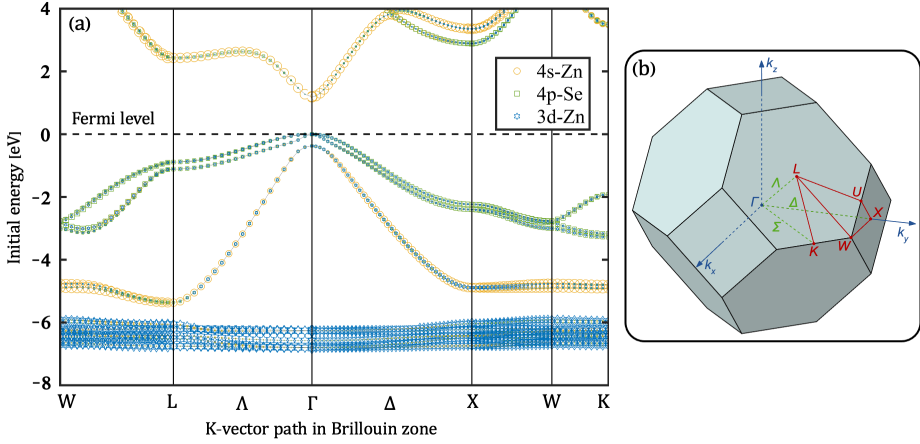 (a)
4
2
0
−2
−4
−6
−8
Initial energy [eV]
Fermi level
4s-Zn
4p-Se
3d-Zn
W L Λ Γ Δ X W K
K-vector path in Brillouin zone
(b)
k_z
L
Λ
U
Γ
Δ
X
k_y
Σ
K
W
k_x